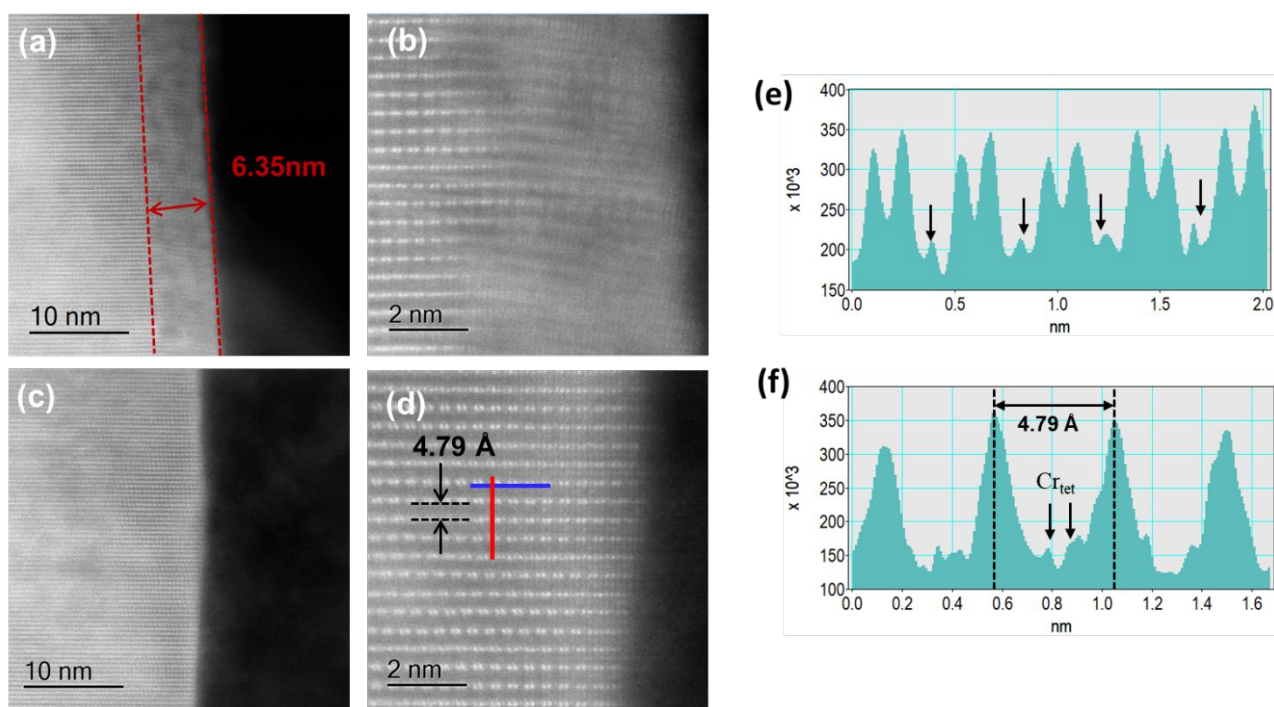 (a)
6.35nm
10 nm
(b)
2 nm
(c)
10 nm
(d)
4.79 Å
2 nm
(e)
400
350
300
250
200
150
x 10^3
0.0 0.5 1.0 1.5 2.0
nm
(f)
400
350
300
250
200
150
100
x 10^3
4.79 Å
Crtet
0.0 0.2 0.4 0.6 0.8 1.0 1.2 1.4 1.6
nm